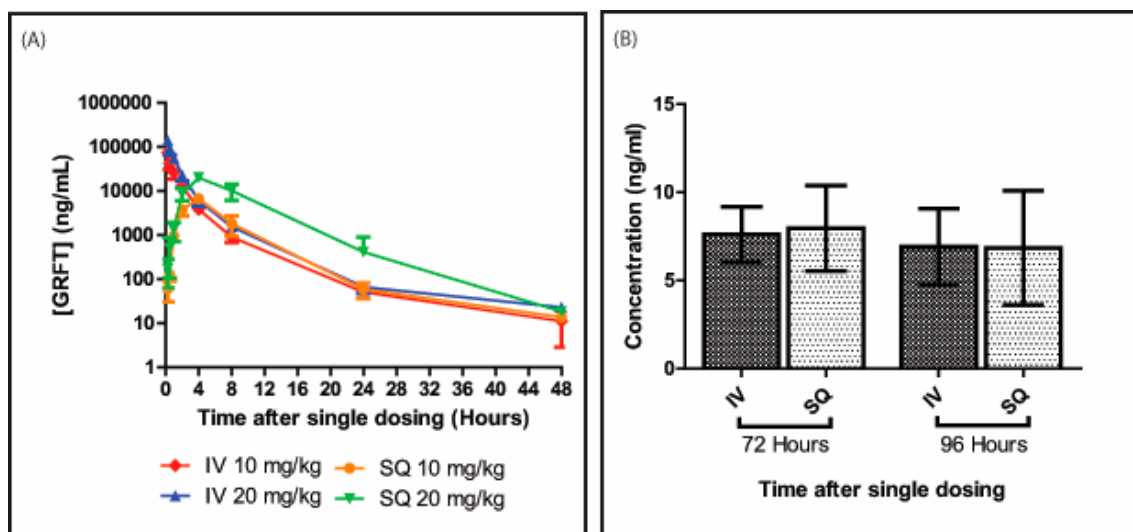 (A)
1000000
100000
10000
1000
100
10
1
[GRFT] (ng/mL)
0 4 8 12 16 20 24 28 32 36 40 44 48
Time after single dosing (Hours)
IV 10 mg/kg
SQ 10 mg/kg
IV 20 mg/kg
SQ 20 mg/kg
(B)
15
10
5
0
Concentration (ng/ml)
IV SQ IV SQ
72 Hours 96 Hours
Time after single dosing